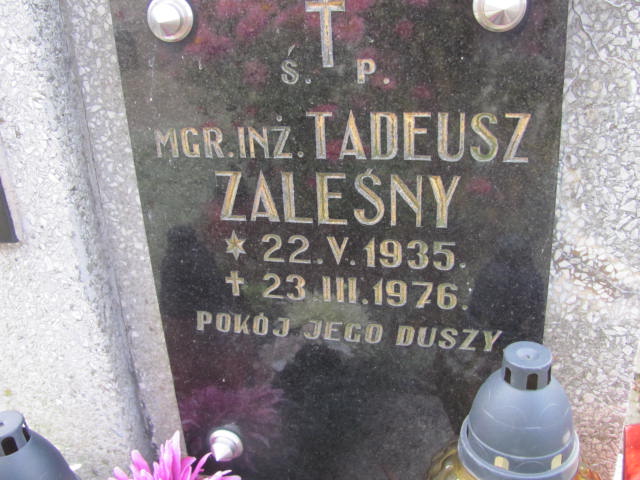 Ś. P.
MGR.INŻ. TADEUSZ
ZALEŚNY
* 22.V.1935.
✝ 23 III.1976.
POKÓJ JEGO DUSZY